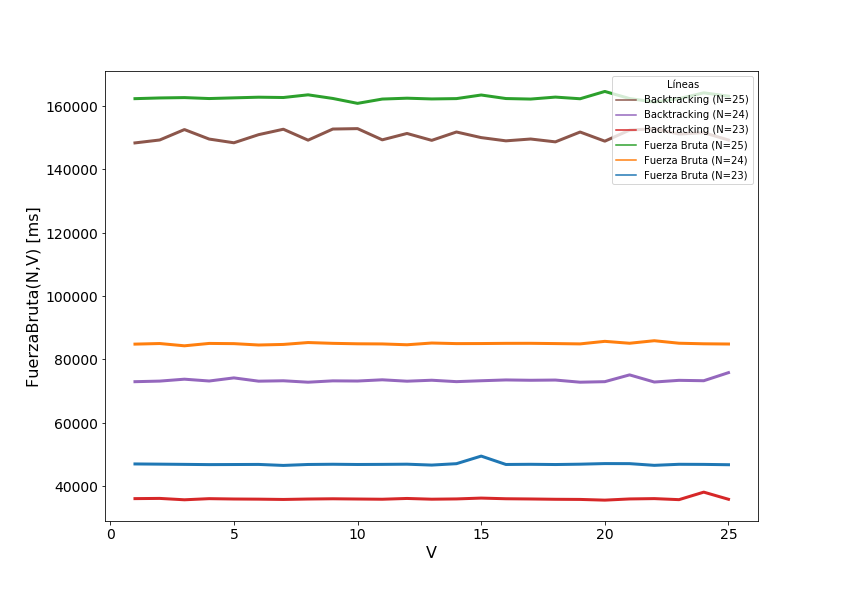 Líneas
Backtracking (N=25)
Backtracking (N=24)
Backtracking (N=23)
Fuerza Bruta (N=25)
Fuerza Bruta (N=24)
Fuerza Bruta (N=23)
160000
140000
120000
100000
80000
60000
40000
FuerzaBruta(N,V) [ms]
0 5 10 15 20 25
V